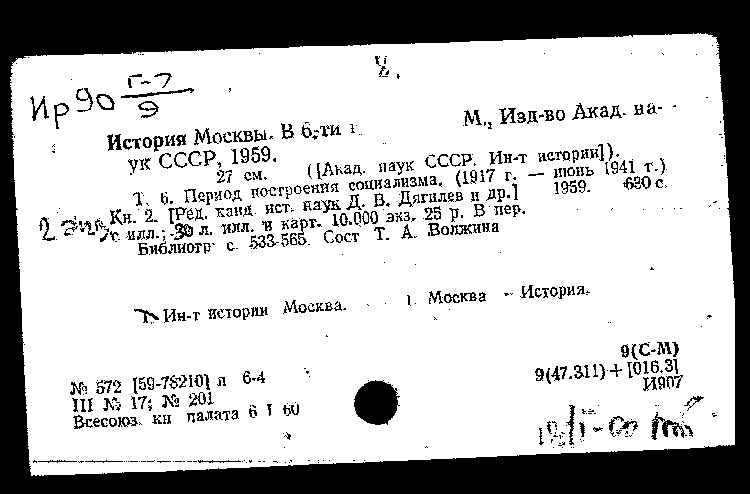 2.
Ир90 Г-7
9
История Москвы. В 6-ти т. М., Изд-во Акад. на-
ук СССР, 1959.
27 см. ([Акад. наук СССР. Ин-т истории]).
Т. 6. Период построения социализма. (1917 г. — июнь 1941 г.)
Кн. 2. [Ред. канд. ист. наук Д. В. Дягилев и др.] 1959. 680 с.
2 экз. с илл.; 30 л. илл. и карт. 10.000 экз. 25 р. В пер.
Библиогр с. 533-565. Сост Т. А. Волжина
Ин-т истории Москва. 1 Москва - История.
9(С-М)
№ 572 [59-78210] п 6-4 9(47.311) + [016.3]
III № 17; № 201 И907
Всесоюз. кн палата 6 I 60